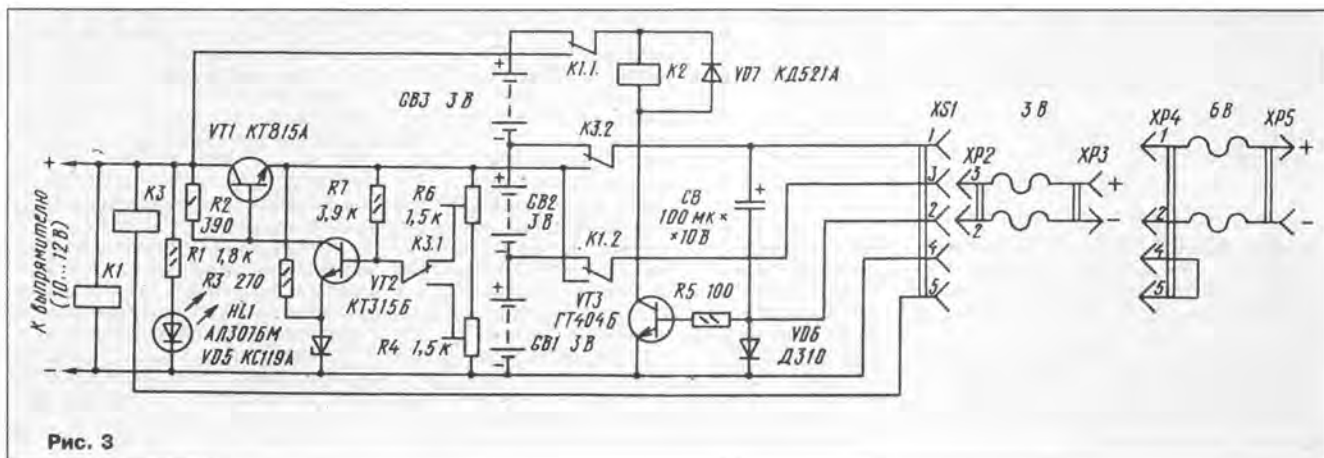 К1.1.
К2
VD7 КД521А
GB3 3 В
VT1 КТ815А
К3.2
XS1
3 В
XP4
6 В
XP5
1
3
2
4
5
XP2
3
2
XP3
+
−
1
2
4
5
+
−
К выпрямителю
(10...12 В)
+
−
К3
К1
R2
390
R1 1,8 к
R3 270
HL1
АЛ307БМ
VD5 КС119А
R7
3,9 к
R6
1,5 к
К3.1
VT2
КТ315Б
R4 1,5 к
GB2
3 В
К1.2
C8
100 мк ×
×10 В
VT3
ГТ404Б
R5 100
GB1 3 В
VD6
Д310
Рис. 3